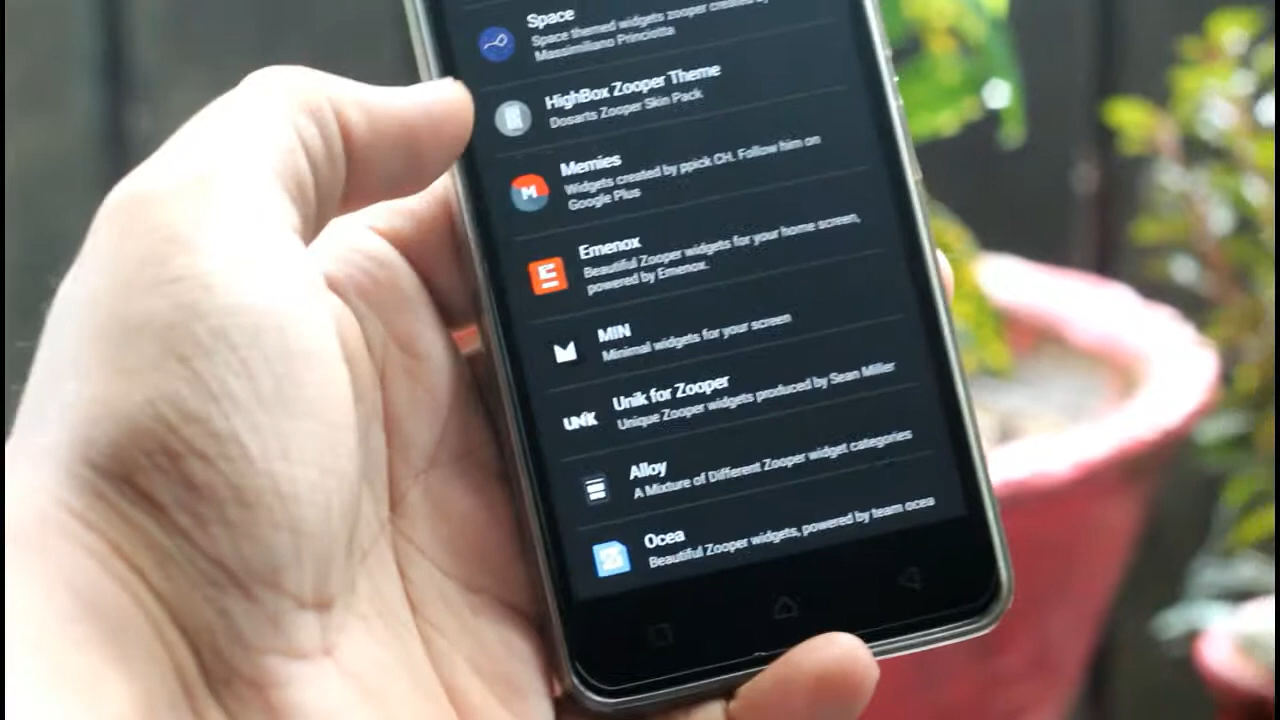 Space
Space themed widgets zooper created by
Massimiliano Princiotta
HighBox Zooper Theme
Dosarts Zooper Skin Pack
Memies
Widgets created by ppick CH. Follow him on
Google Plus
Emenox
Beautiful Zooper widgets for your home screen,
powered by Emenox.
MIN
Minimal widgets for your screen
UNIK
Unik for Zooper
Unique Zooper widgets produced by Sean Miller
Alloy
A Mixture of Different Zooper widget categories
Ocea
Beautiful Zooper widgets, powered by team ocea